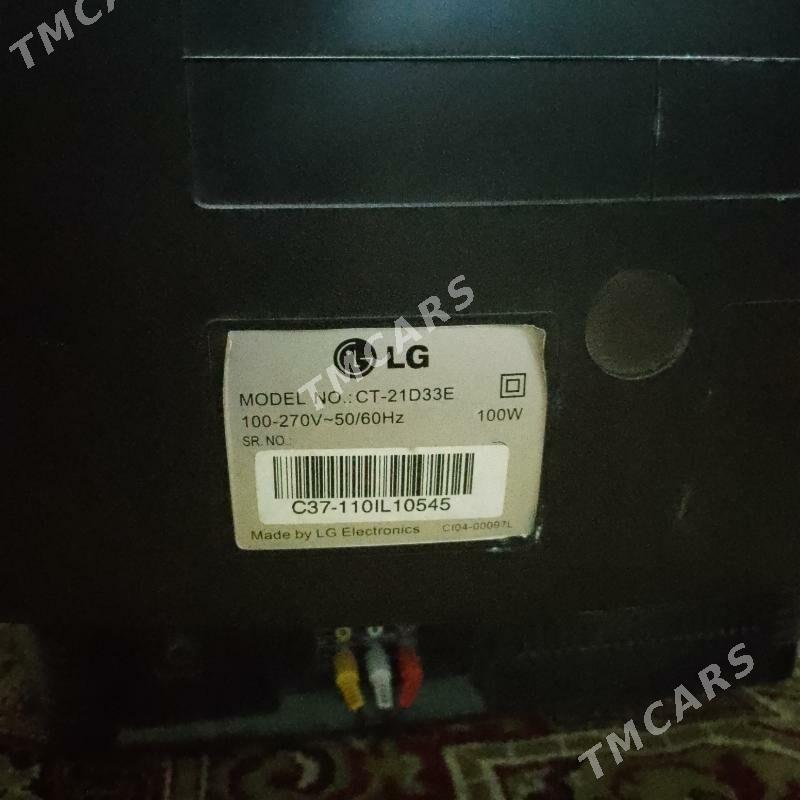 TMCARS
TMCARS
LG
MODEL NO.:CT-21D33E
100-270V~50/60Hz 100W
SR. NO.:
C37-110IL10545
Made by LG Electronics CI04-00097L
TMCARS